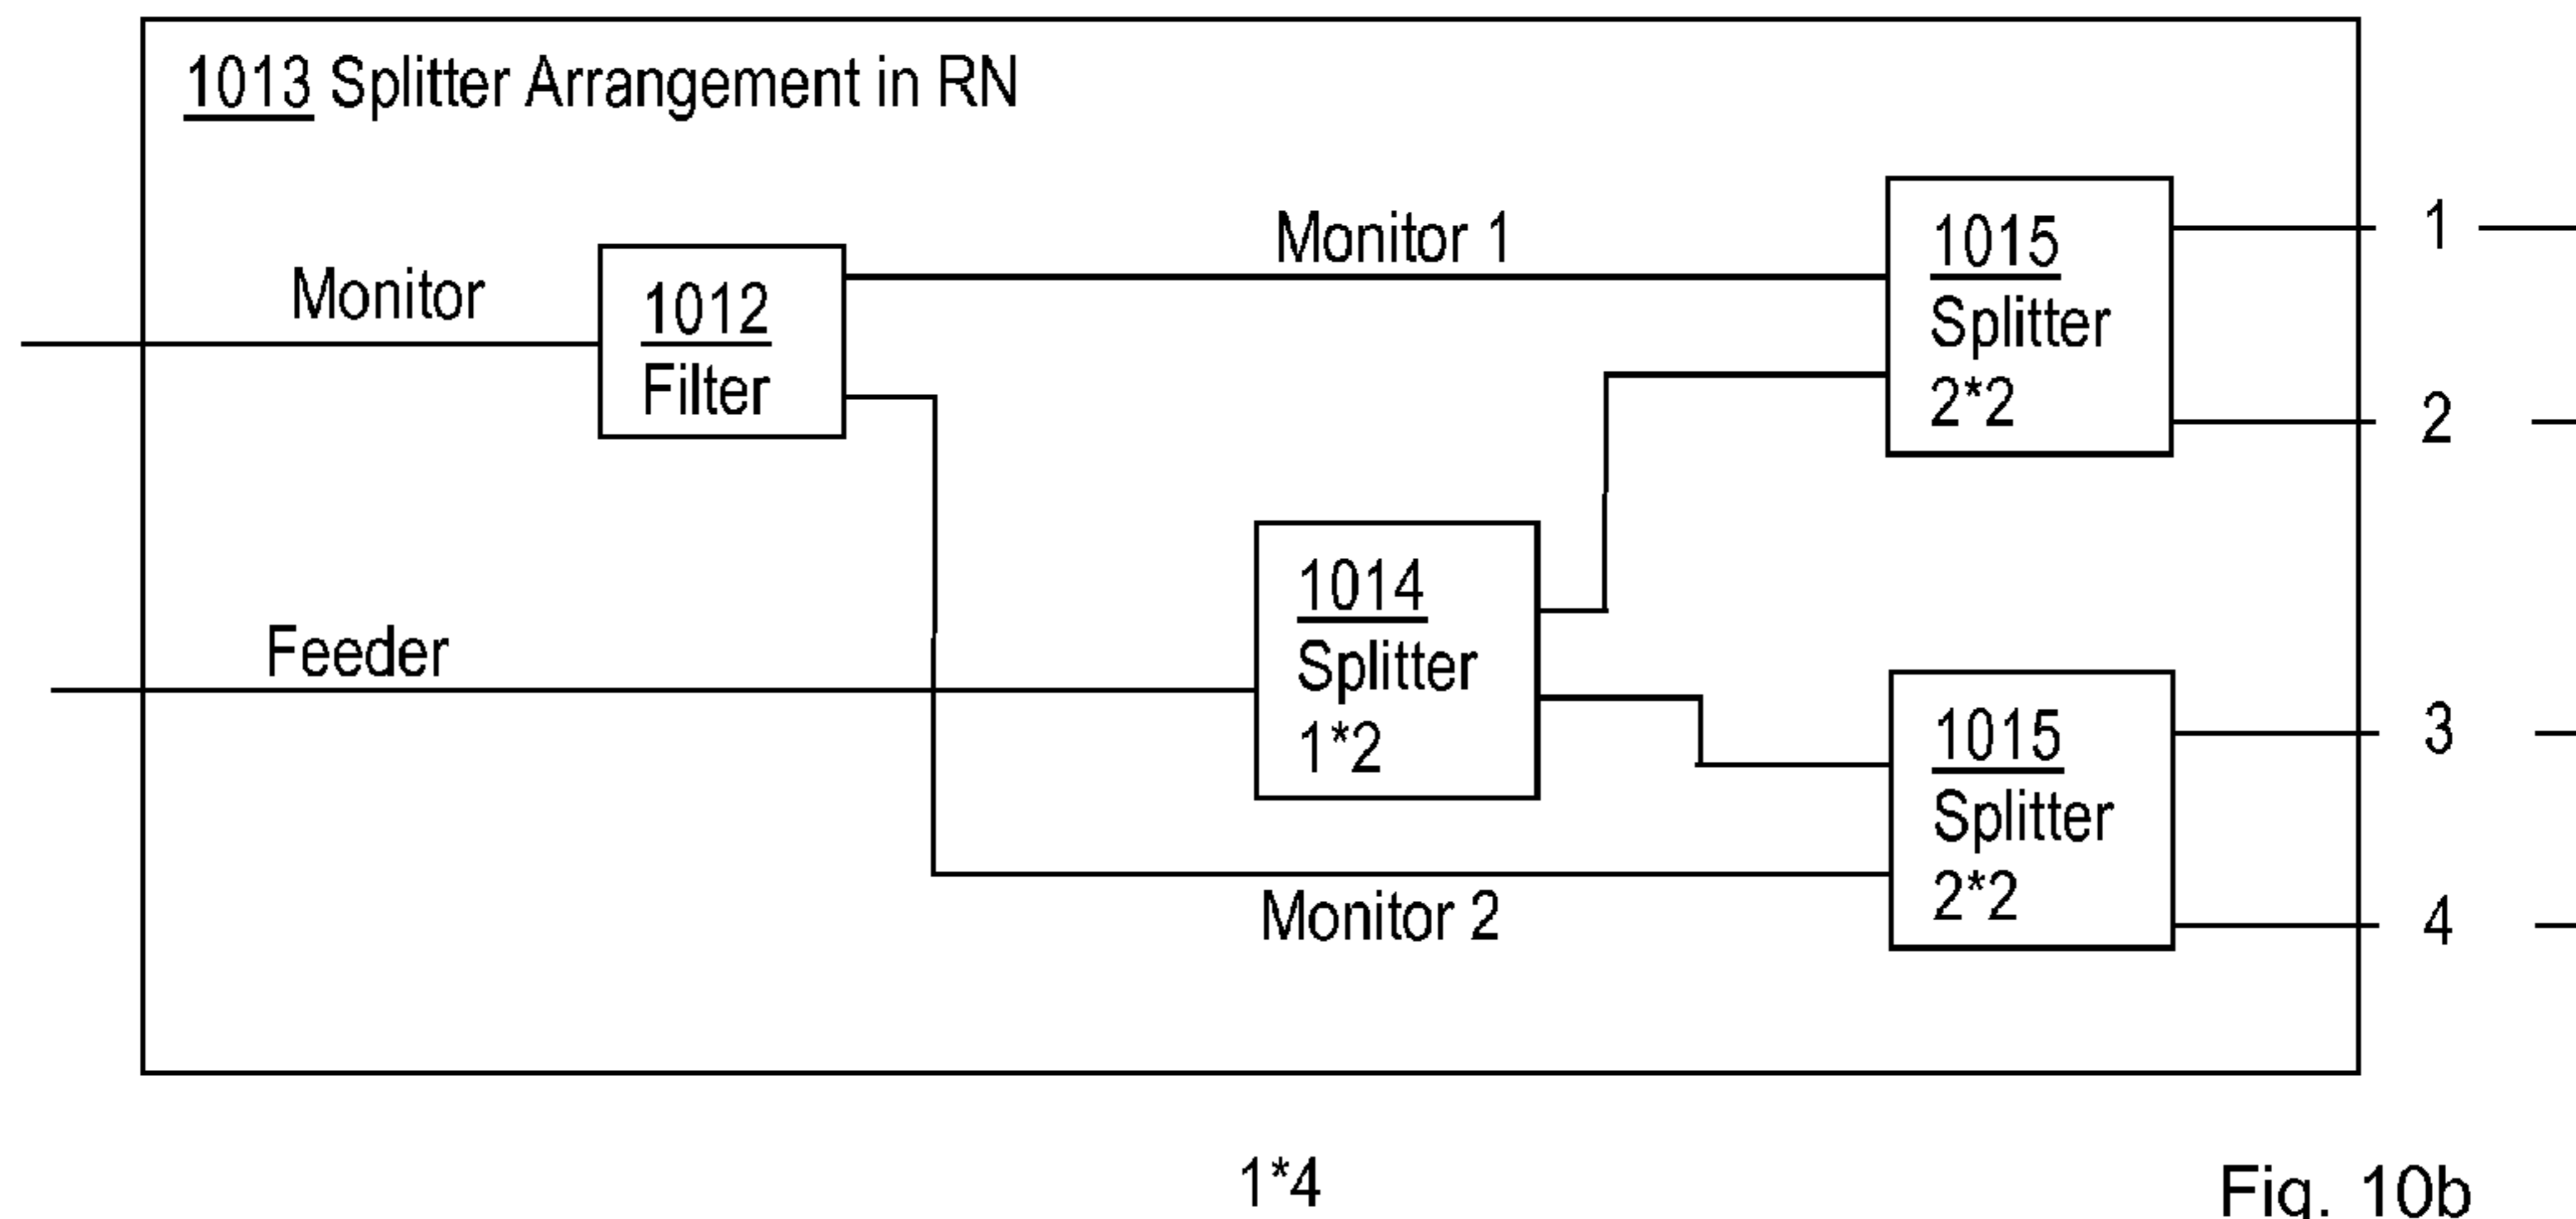 1013 Splitter Arrangement in RN
Monitor
1012
Filter
Monitor 1
1015
Splitter
2*2
1
2
Feeder
1014
Splitter
1*2
1015
Splitter
2*2
3
4
Monitor 2
1*4
Fig. 10b